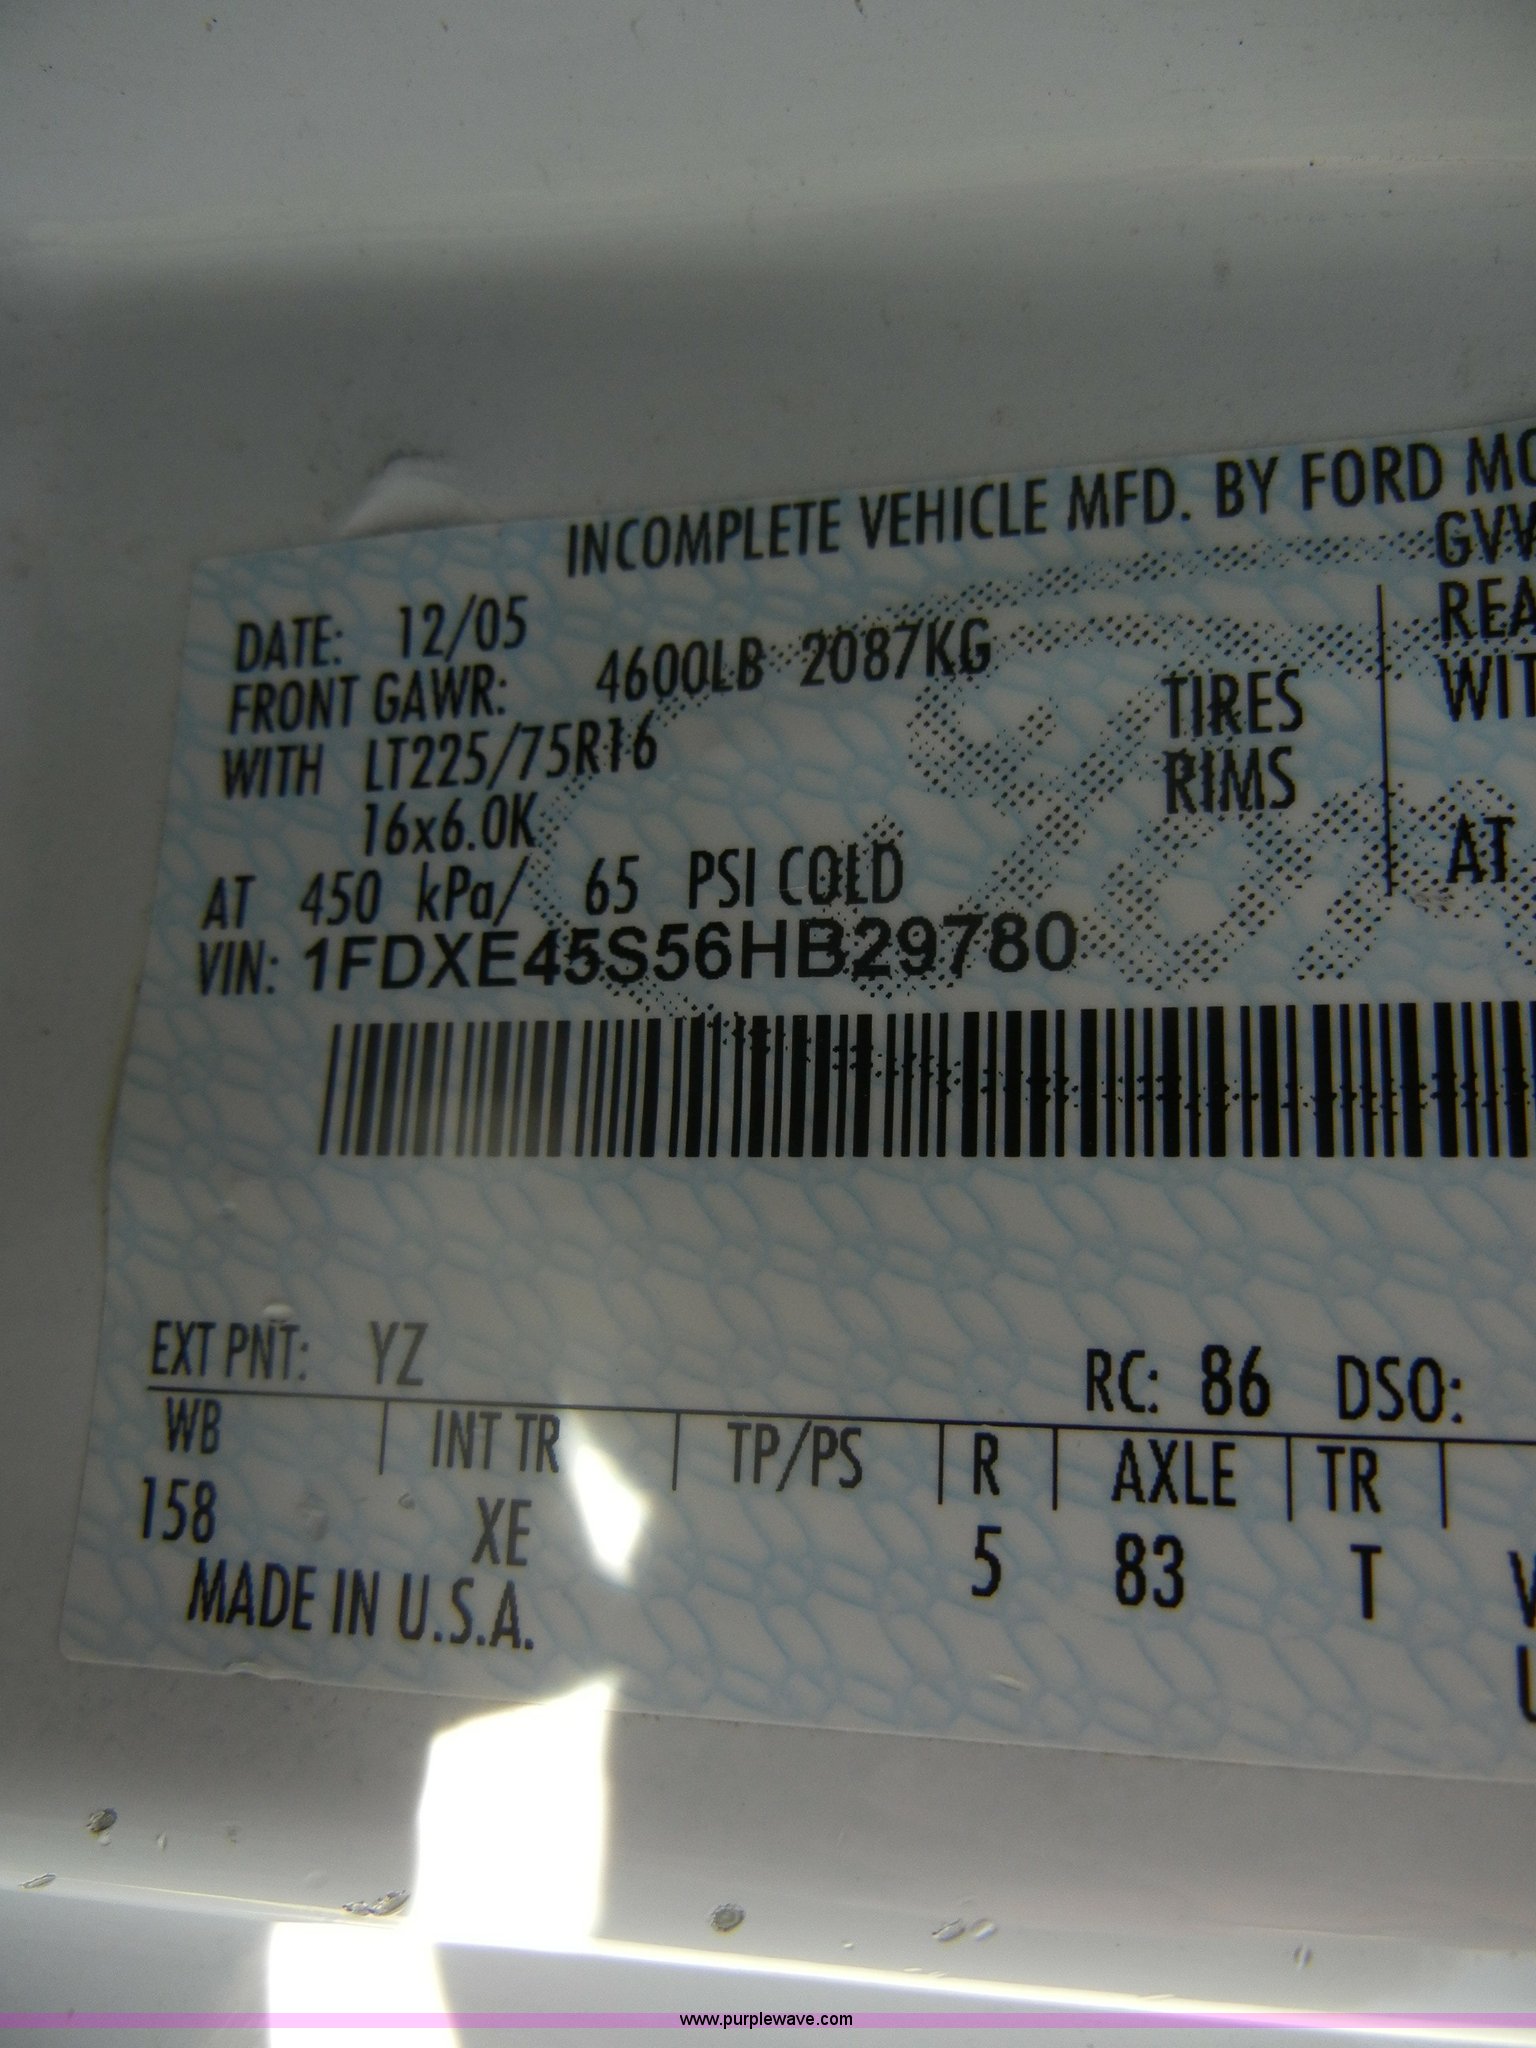 INCOMPLETE VEHICLE MFD. BY FORD
DATE: 12/05
FRONT GAWR: 4600LB 2087KG
WITH LT225/75R16 TIRES
16x6.0K RIMS
AT 450 kPa/ 65 PSI COLD
AT
VIN: 1FDXE45S56HB29780
EXT PNT: YZ RC: 86 DSO:
WB INT TR TP/PS R AXLE TR
158 XE 5 83 T
MADE IN U.S.A.
www.purplewave.com